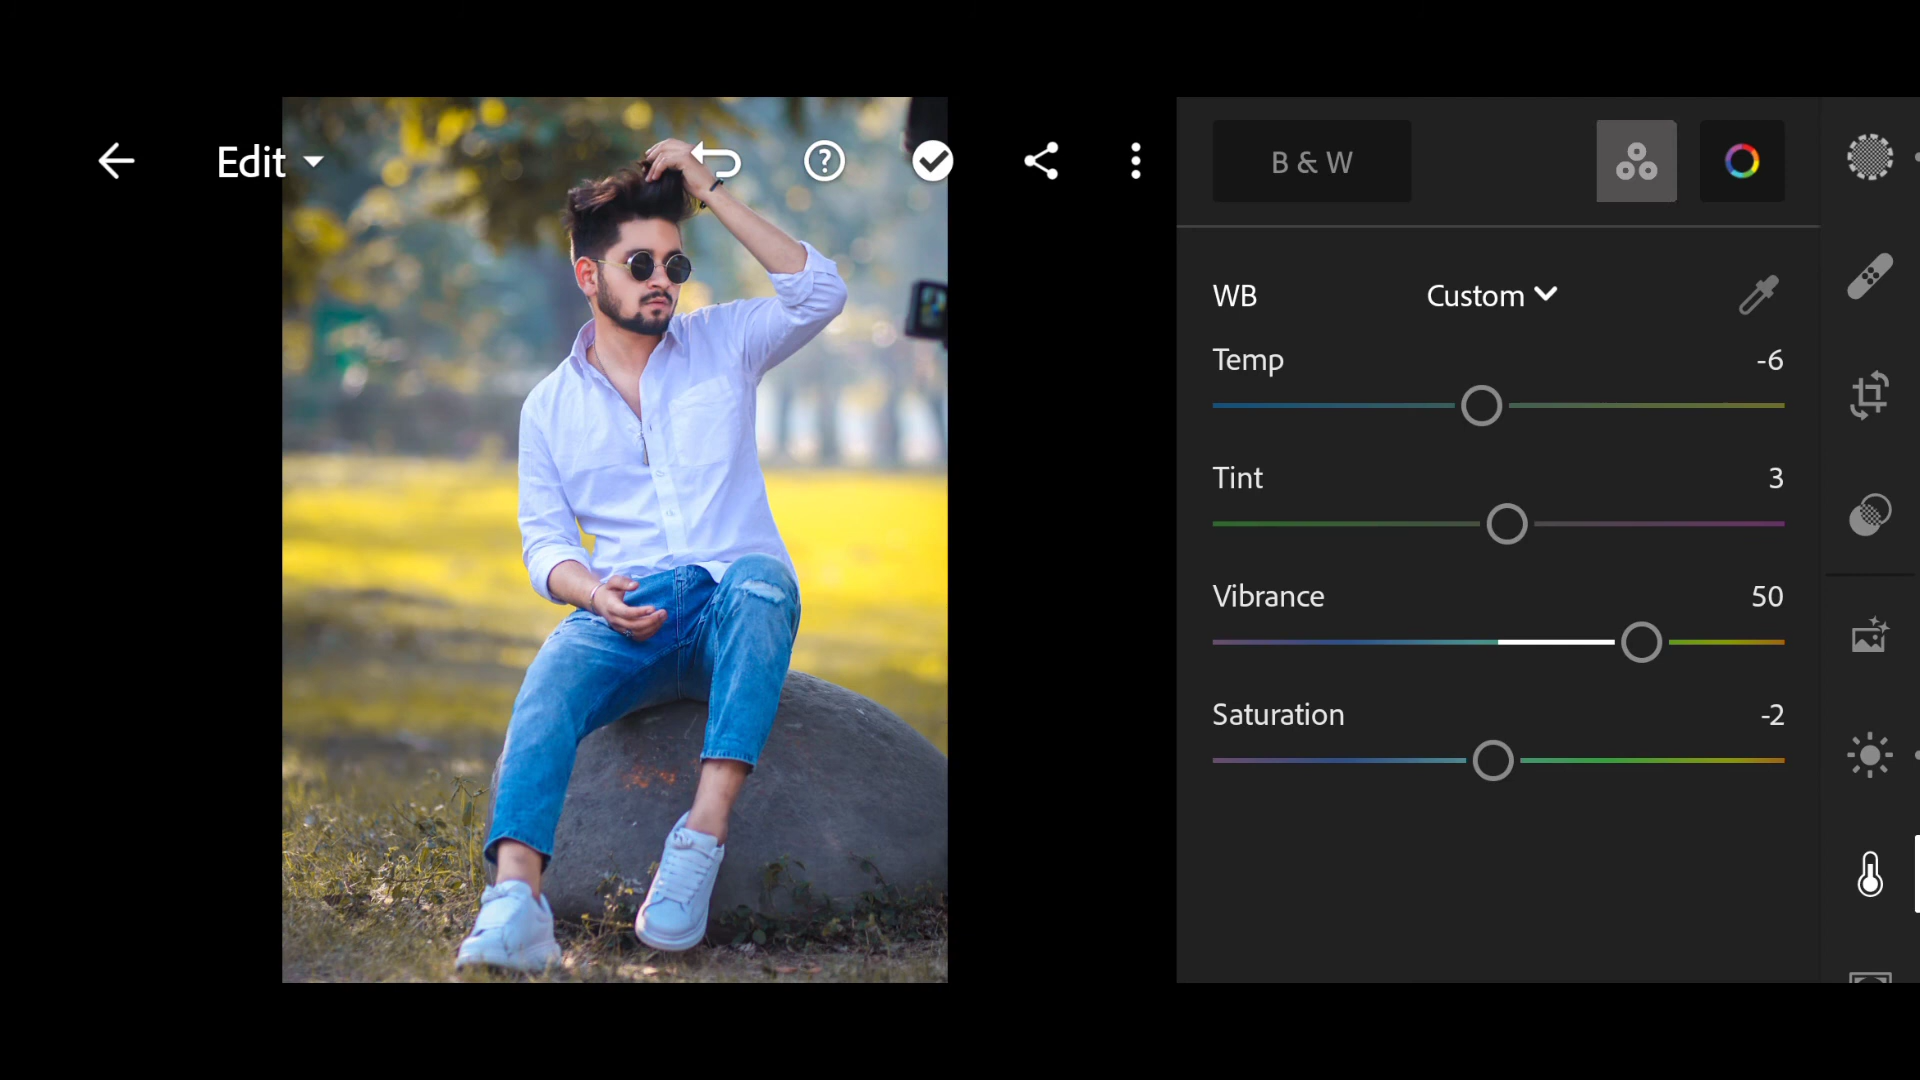 Edit
B & W
WB Custom
Temp -6
Tint 3
Vibrance 50
Saturation -2